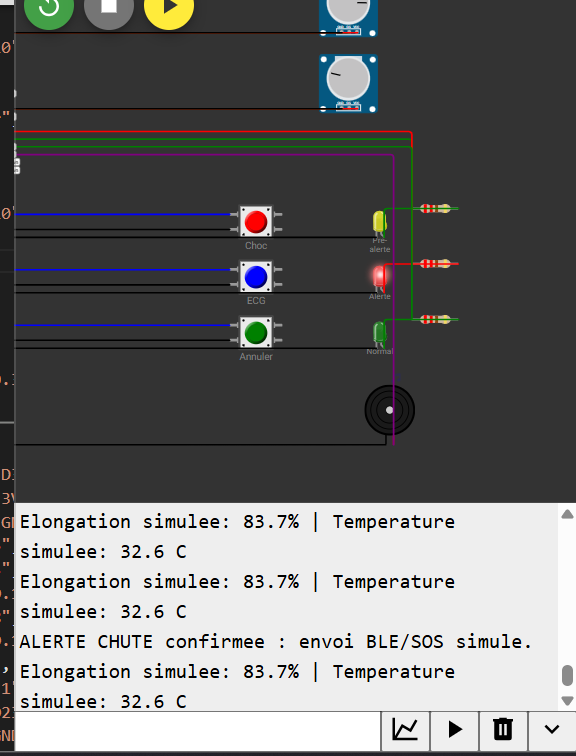 Choc
Pre-
alerte
ECG
Alerte
Annuler
Normal
Elongation simulee: 83.7% | Temperature
simulee: 32.6 C
Elongation simulee: 83.7% | Temperature
simulee: 32.6 C
ALERTE CHUTE confirmee : envoi BLE/SOS simule.
Elongation simulee: 83.7% | Temperature
simulee: 32.6 C